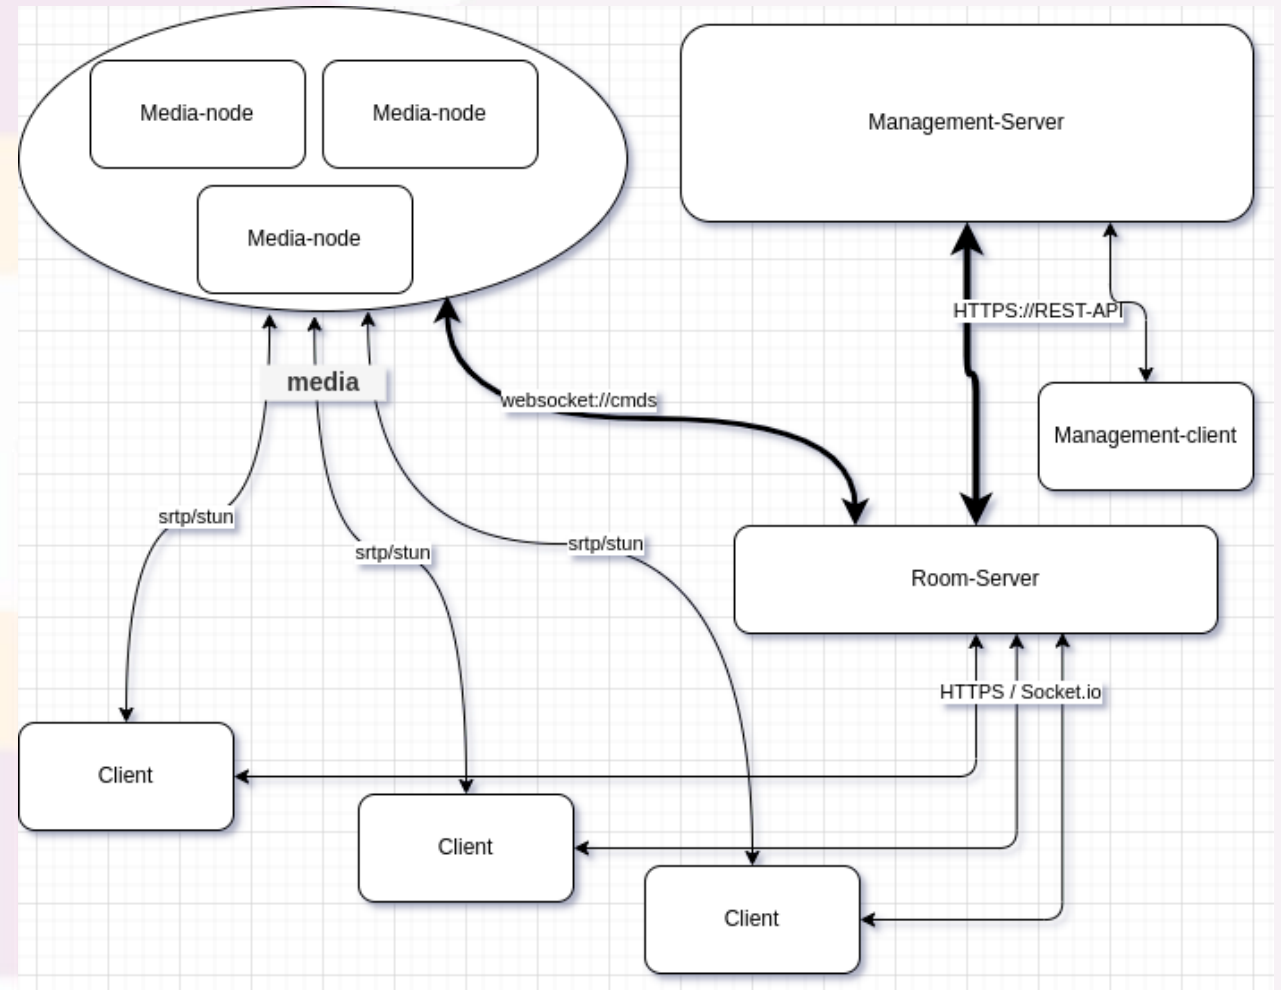 Media-node
Media-node
Media-node
Management-Server
HTTPS://REST-API
media
websocket://cmds
Management-client
srtp/stun
srtp/stun
srtp/stun
Room-Server
HTTPS / Socket.io
Client
Client
Client